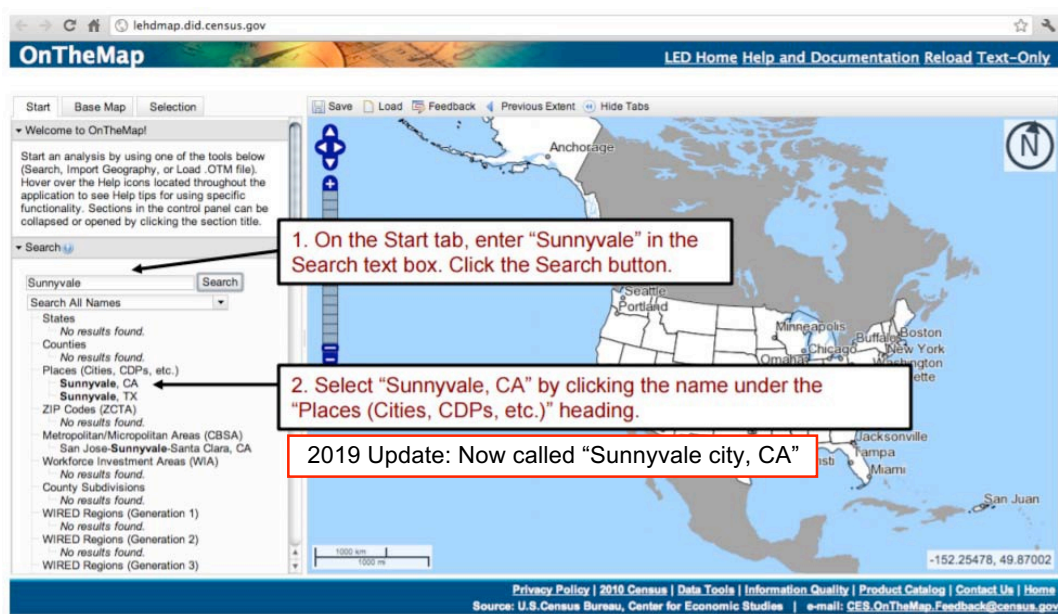 lehdmap.did.census.gov
OnTheMap
LED Home Help and Documentation Reload Text-Only
Start Base Map Selection
Save Load Feedback Previous Extent Hide Tabs
Welcome to OnTheMap!
Start an analysis by using one of the tools below
(Search, Import Geography, or Load .OTM file).
Hover over the Help icons located throughout the
application to see Help tips for using specific
functionality. Sections in the control panel can be
collapsed or opened by clicking the section title.
Search
Sunnyvale Search
Search All Names
States
No results found.
Counties
No results found.
Places (Cities, CDPs, etc.)
Sunnyvale, CA
Sunnyvale, TX
ZIP Codes (ZCTA)
No results found.
Metropolitan/Micropolitan Areas (CBSA)
San Jose-Sunnyvale-Santa Clara, CA
Workforce Investment Areas (WIA)
No results found.
County Subdivisions
No results found.
WIRED Regions (Generation 1)
No results found.
WIRED Regions (Generation 2)
No results found.
WIRED Regions (Generation 3)
Anchorage
N
1. On the Start tab, enter “Sunnyvale” in the
Search text box. Click the Search button.
Seattle
Portland
Minneapolis
Buffalo
Boston
Chicago
New York
Omaha
2. Select “Sunnyvale, CA” by clicking the name under the
“Places (Cities, CDPs, etc.)” heading.
Jacksonville
2019 Update: Now called “Sunnyvale city, CA”
Tampa
Miami
San Juan
1000 km
1000 mi
-152.25478, 49.87002
Privacy Policy | 2010 Census | Data Tools | Information Quality | Product Catalog | Contact Us | Home
Source: U.S.Census Bureau, Center for Economic Studies | e-mail: CES.OnTheMap.Feedback@census.gov